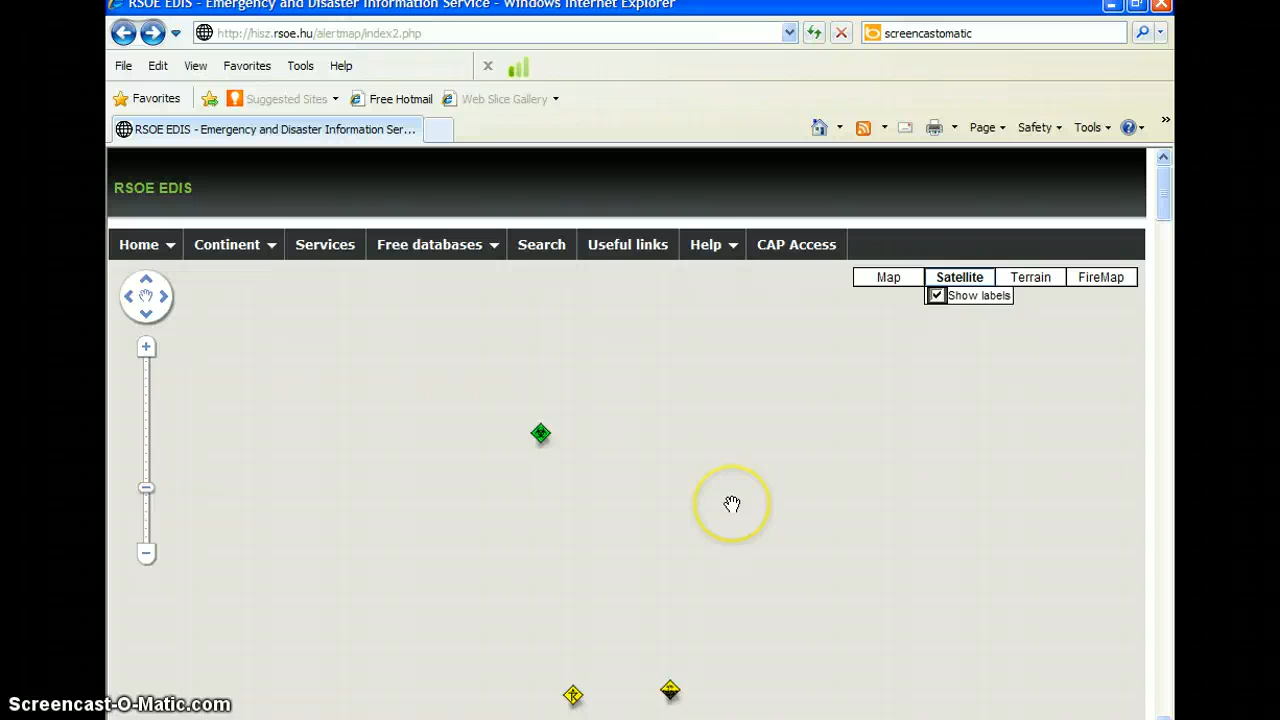 RSOE EDIS - Emergency and Disaster Information Service - Windows Internet Explorer
http://hisz.rsoe.hu/alertmap/index2.php
screencastomatic
File Edit View Favorites Tools Help
Favorites Suggested Sites Free Hotmail Web Slice Gallery
RSOE EDIS - Emergency and Disaster Information Ser... Page Safety Tools
RSOE EDIS
Home Continent Services Free databases Search Useful links Help CAP Access
Map Satellite Terrain FireMap
Show labels
Screencast-O-Matic.com